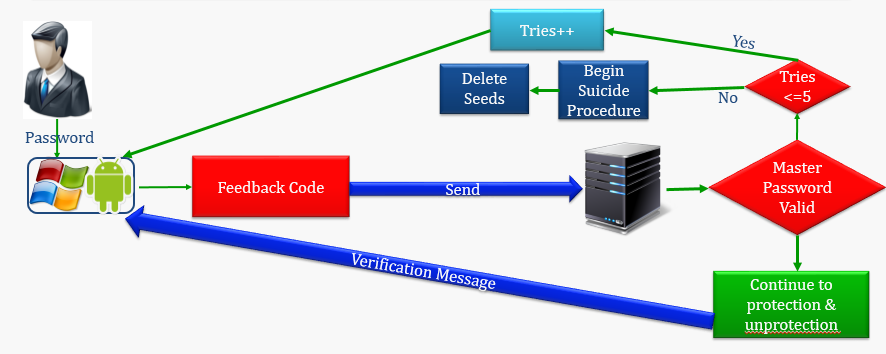 Tries++
Yes
Delete
Seeds
Begin
Suicide
Procedure
No
Tries
<=5
Password
Feedback Code
Send
Master
Password
Valid
Verification Message
Continue to
protection &
unprotection